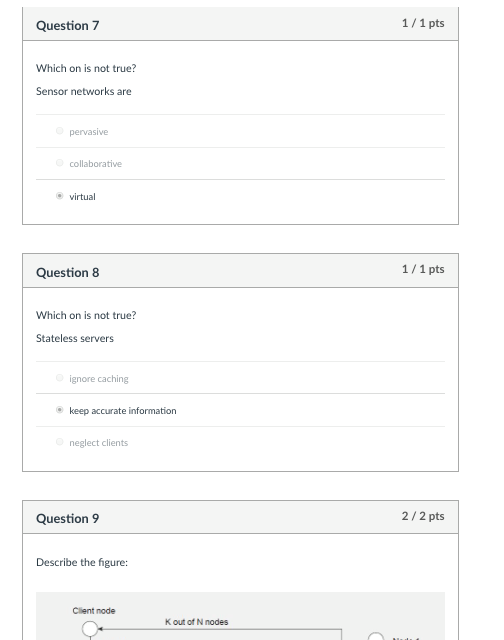 Question 7
1 / 1 pts
Which on is not true?
Sensor networks are
pervasive
collaborative
virtual
Question 8
1 / 1 pts
Which on is not true?
Stateless servers
ignore caching
keep accurate information
neglect clients
Question 9
2 / 2 pts
Describe the figure:
Client node
K out of N nodes